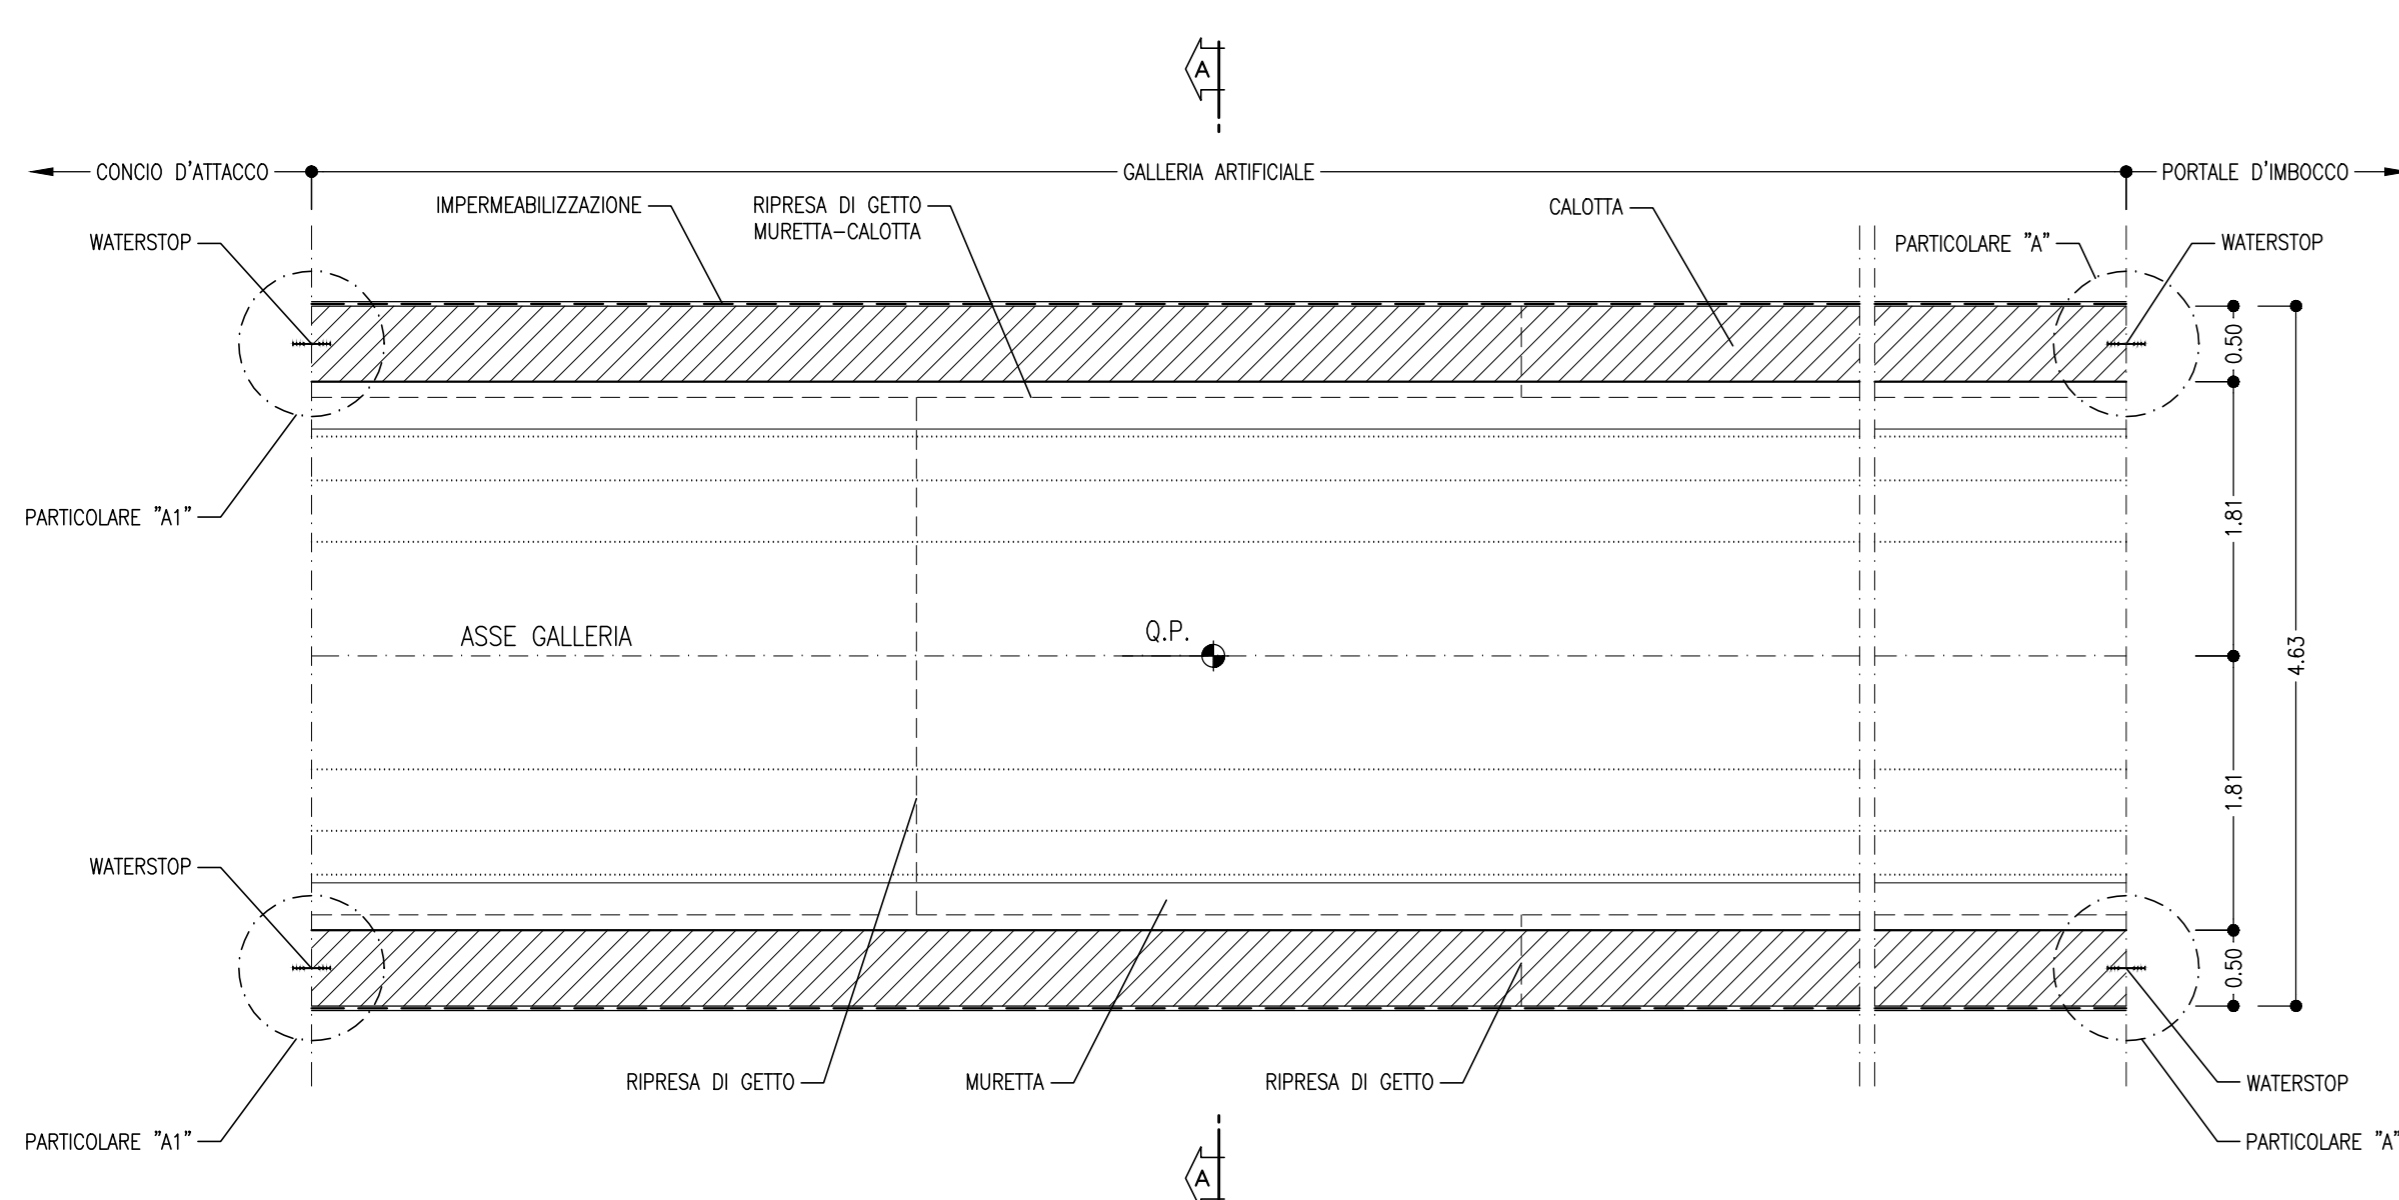 A
CONCIO D'ATTACCO
GALLERIA ARTIFICIALE
PORTALE D'IMBOCCO
IMPERMEABILIZZAZIONE
RIPRESA DI GETTO
MURETTA-CALOTTA
CALOTTA
WATERSTOP
PARTICOLARE "A"
WATERSTOP
0.50
PARTICOLARE "A1"
1.81
ASSE GALLERIA
Q.P.
4.63
1.81
WATERSTOP
0.50
RIPRESA DI GETTO
MURETTA
RIPRESA DI GETTO
WATERSTOP
PARTICOLARE "A1"
PARTICOLARE "A"
A